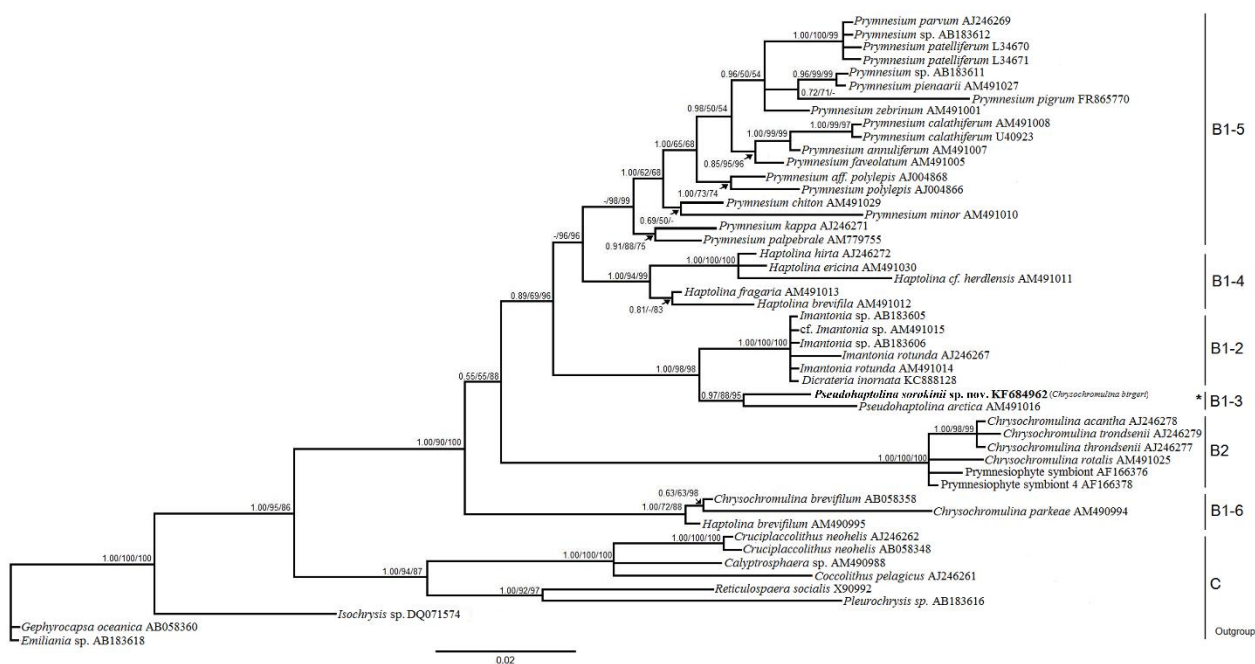 Prymnesium parvum AJ246269
Prymnesium sp. AB183612
1.00/100/99
Prymnesium patelliferum L34670
Prymnesium patelliferum L34671
0.96/50/54
Prymnesium sp. AB183611
0.96/99/99
Prymnesium pienaarii AM491027
0.72/71/-
Prymnesium pigrum FR865770
0.98/50/54
Prymnesium zebrinum AM491001
B1-5
1.00/99/97
Prymnesium calathiferum AM491008
1.00/99/99
Prymnesium calathiferum U40923
1.00/65/68
Prymnesium annuliferum AM491007
0.85/95/96
Prymnesium faveolatum AM491005
1.00/62/68
Prymnesium aff. polylepis AJ004868
1.00/73/74
Prymnesium polylepis AJ004866
-/98/99
Prymnesium chiton AM491029
0.69/50/-
Prymnesium minor AM491010
Prymnesium kappa AJ246271
0.91/88/75
Prymnesium palpebrale AM779755
-/96/96
Haptolina hirta AJ246272
1.00/100/100
Haptolina ericina AM491030
1.00/94/99
Haptolina cf. herdlensis AM491011
B1-4
Haptolina fragaria AM491013
0.81/-/83
Haptolina brevifila AM491012
0.89/69/96
Imantonia sp. AB183605
cf. Imantonia sp. AM491015
1.00/100/100
Imantonia sp. AB183606
B1-2
Imantonia rotunda AJ246267
1.00/98/98
Imantonia rotunda AM491014
Dicrateria inornata KC888128
0.55/55/88
Pseudohaptolina sorokinii sp. nov. KF684962 (Chrysochromulina birgeri)
0.97/88/95
* B1-3
Pseudohaptolina arctica AM491016
Chrysochromulina acantha AJ246278
1.00/98/99
Chrysochromulina trondsenii AJ246279
Chrysochromulina throndsenii AJ246277
1.00/90/100
1.00/100/100
B2
Chrysochromulina rotalis AM491025
Prymnesiophyte symbiont AF166376
Prymnesiophyte symbiont 4 AF166378
0.63/63/98
Chrysochromulina brevifilum AB058358
1.00/72/88
Chrysochromulina parkeae AM490994
B1-6
Haptolina brevifilum AM490995
1.00/95/86
Cruciplaccolithus neohelis AJ246262
1.00/100/100
Cruciplaccolithus neohelis AB058348
1.00/100/100
Calyptrosphaera sp. AM490988
1.00/100/100
Coccolithus pelagicus AJ246261
1.00/94/87
C
Reticulospaera socialis X90992
1.00/92/97
Pleurochrysis sp. AB183616
Isochrysis sp. DQ071574
Gephyrocapsa oceanica AB058360
Outgroup
Emiliania sp. AB183618
0.02